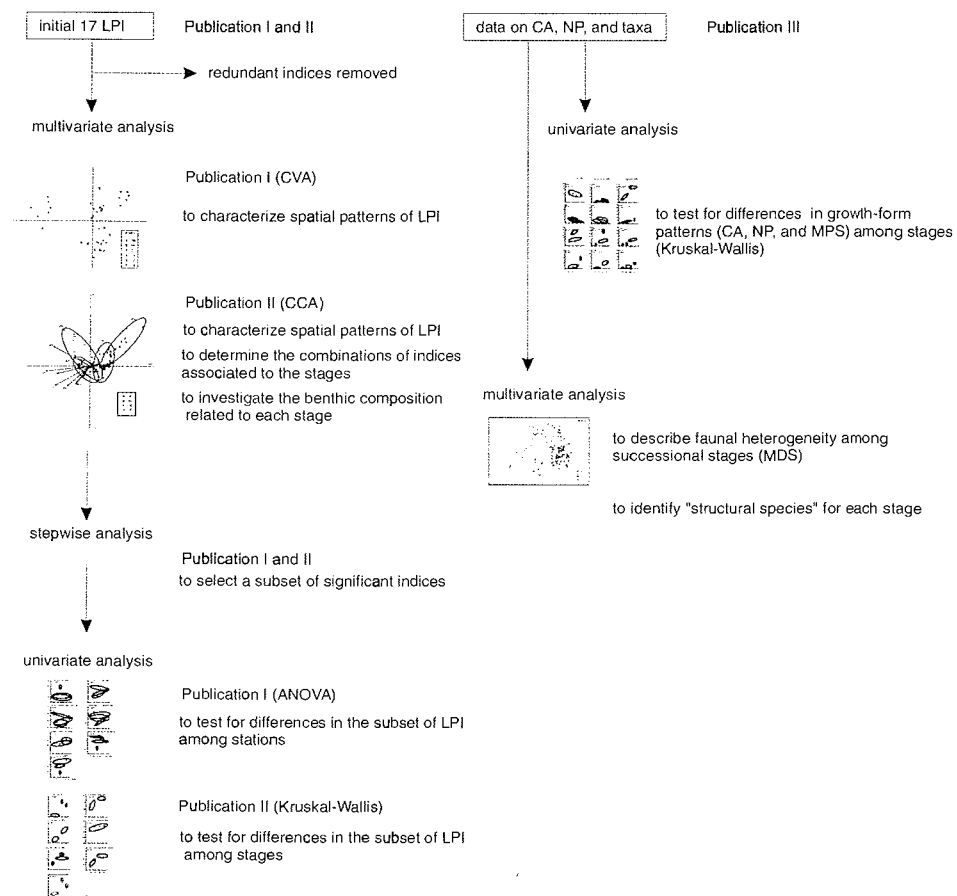 initial 17 LPI
Publication I and II
redundant indices removed
multivariate analysis
Publication I (CVA)
to characterize spatial patterns of LPI
Publication II (CCA)
to characterize spatial patterns of LPI
to determine the combinations of indices
associated to the stages
to investigate the benthic composition
related to each stage
stepwise analysis
Publication I and II
to select a subset of significant indices
univariate analysis
Publication I (ANOVA)
to test for differences in the subset of LPI
among stations
Publication II (Kruskal-Wallis)
to test for differences in the subset of LPI
among stages
data on CA, NP, and taxa
Publication III
univariate analysis
to test for differences in growth-form
patterns (CA, NP, and MPS) among stages
(Kruskal-Wallis)
multivariate analysis
to describe faunal heterogeneity among
successional stages (MDS)
to identify "structural species" for each stage